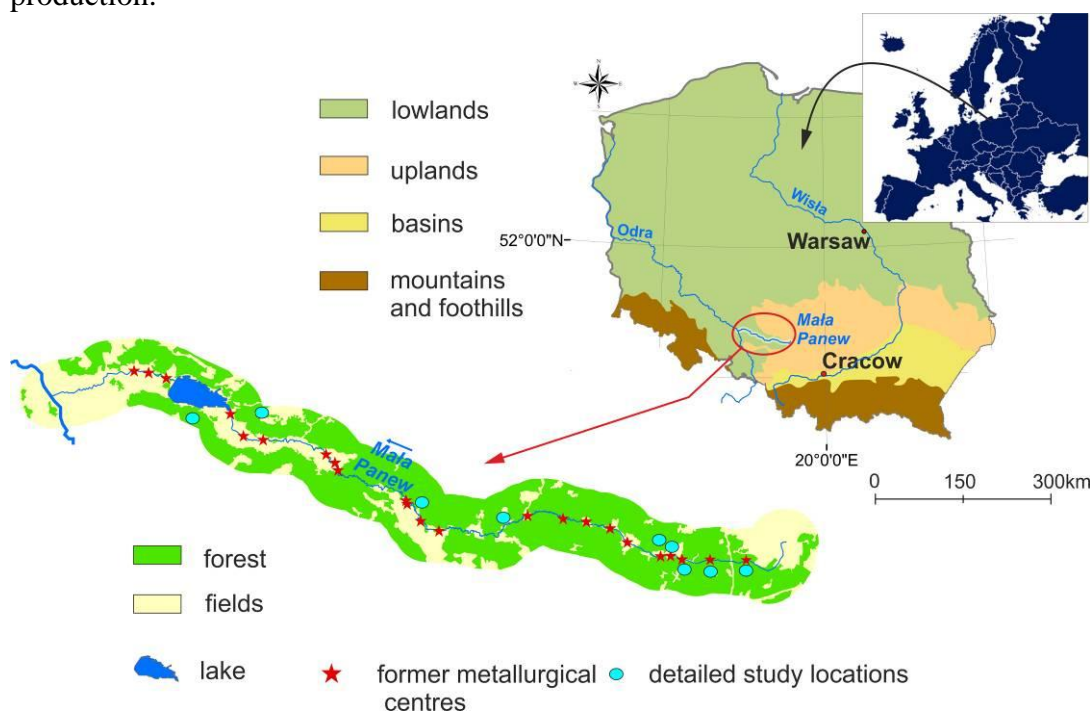 production.
lowlands
uplands
basins
mountains
and foothills
52°0'0"N
Odra
Wisła
Warsaw
Mała
Panew
Cracow
20°0'0"E
0 150 300km
Mała
Panew
forest
fields
lake
former metallurgical
centres
detailed study locations